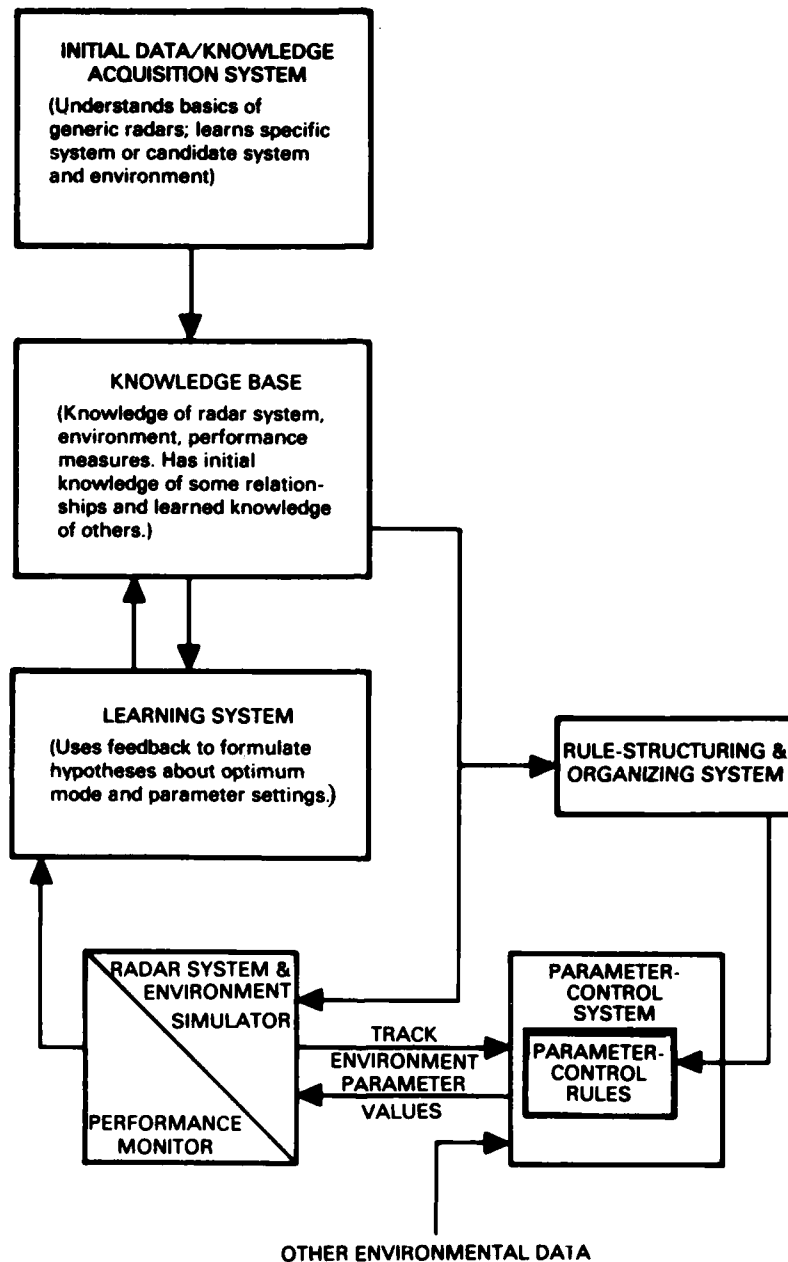 INITIAL DATA/KNOWLEDGE
ACQUISITION SYSTEM
(Understands basics of
generic radars; learns specific
system or candidate system
and environment)
KNOWLEDGE BASE
(Knowledge of radar system,
environment, performance
measures. Has initial
knowledge of some relation-
ships and learned knowledge
of others.)
LEARNING SYSTEM
(Uses feedback to formulate
hypotheses about optimum
mode and parameter settings.)
RULE-STRUCTURING &
ORGANIZING SYSTEM
RADAR SYSTEM &
ENVIRONMENT
SIMULATOR
PERFORMANCE
MONITOR
TRACK
ENVIRONMENT
PARAMETER
VALUES
PARAMETER-
CONTROL
SYSTEM
PARAMETER-
CONTROL
RULES
OTHER ENVIRONMENTAL DATA